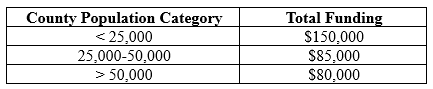 County Population Category Total Funding
< 25,000 $150,000
25,000-50,000 $85,000
> 50,000 $80,000